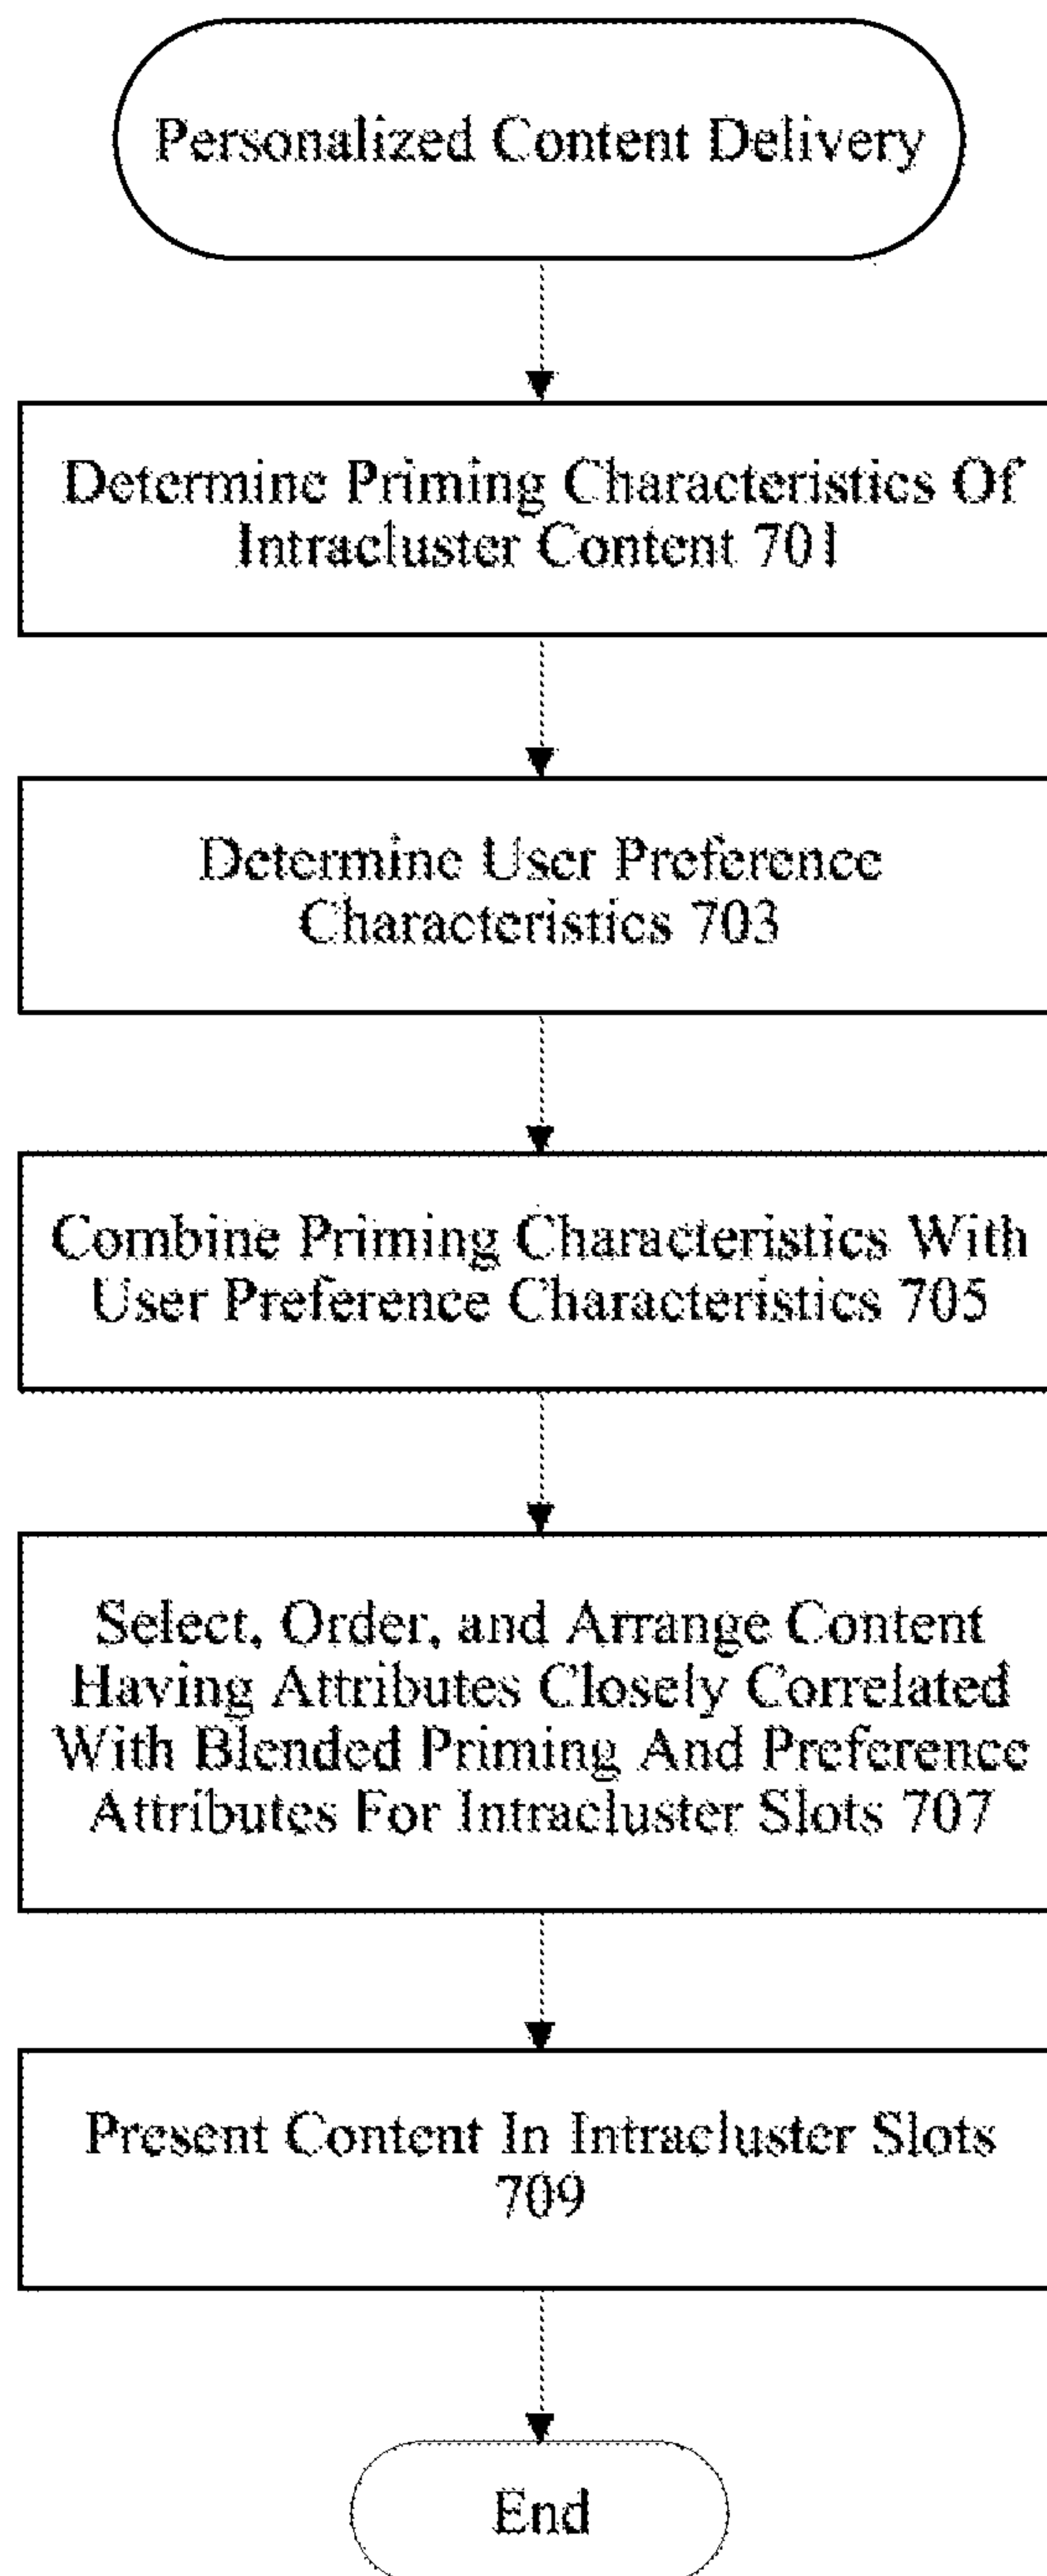 Personalized Content Delivery
Determine Priming Characteristics Of
Intracluster Content 701
Determine User Preference
Characteristics 703
Combine Priming Characteristics With
User Preference Characteristics 705
Select, Order, and Arrange Content
Having Attributes Closely Correlated
With Blended Priming And Preference
Attributes For Intracluster Slots 707
Present Content In Intracluster Slots
709
End